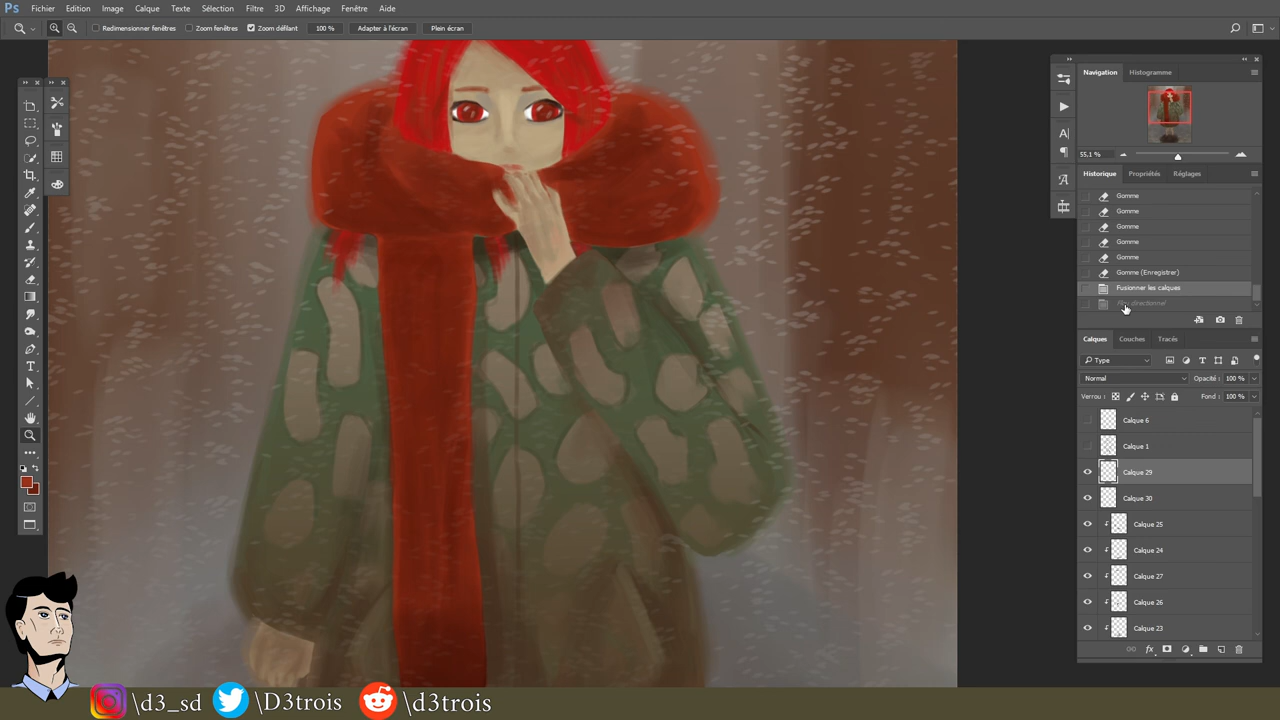 Ps Fichier Edition Image Calque Texte Sélection Filtre 3D Affichage Fenêtre Aide
Redimensionner fenêtres Zoom fenêtres Zoom défilant 100 % Adapter à l'écran Plein écran
Navigation Histogramme
55,1 %
Historique Propriétés Réglages
Gomme
Gomme
Gomme
Gomme
Gomme
Gomme (Enregistrer)
Fusionner les calques
directionnel
Calques Couches Tracés
Type
Normal Opacité : 100 %
Verrou : Fond : 100 %
Calque 6
Calque 1
Calque 29
Calque 30
Calque 25
Calque 24
Calque 27
Calque 26
Calque 23
\d3_sd \D3trois \d3trois